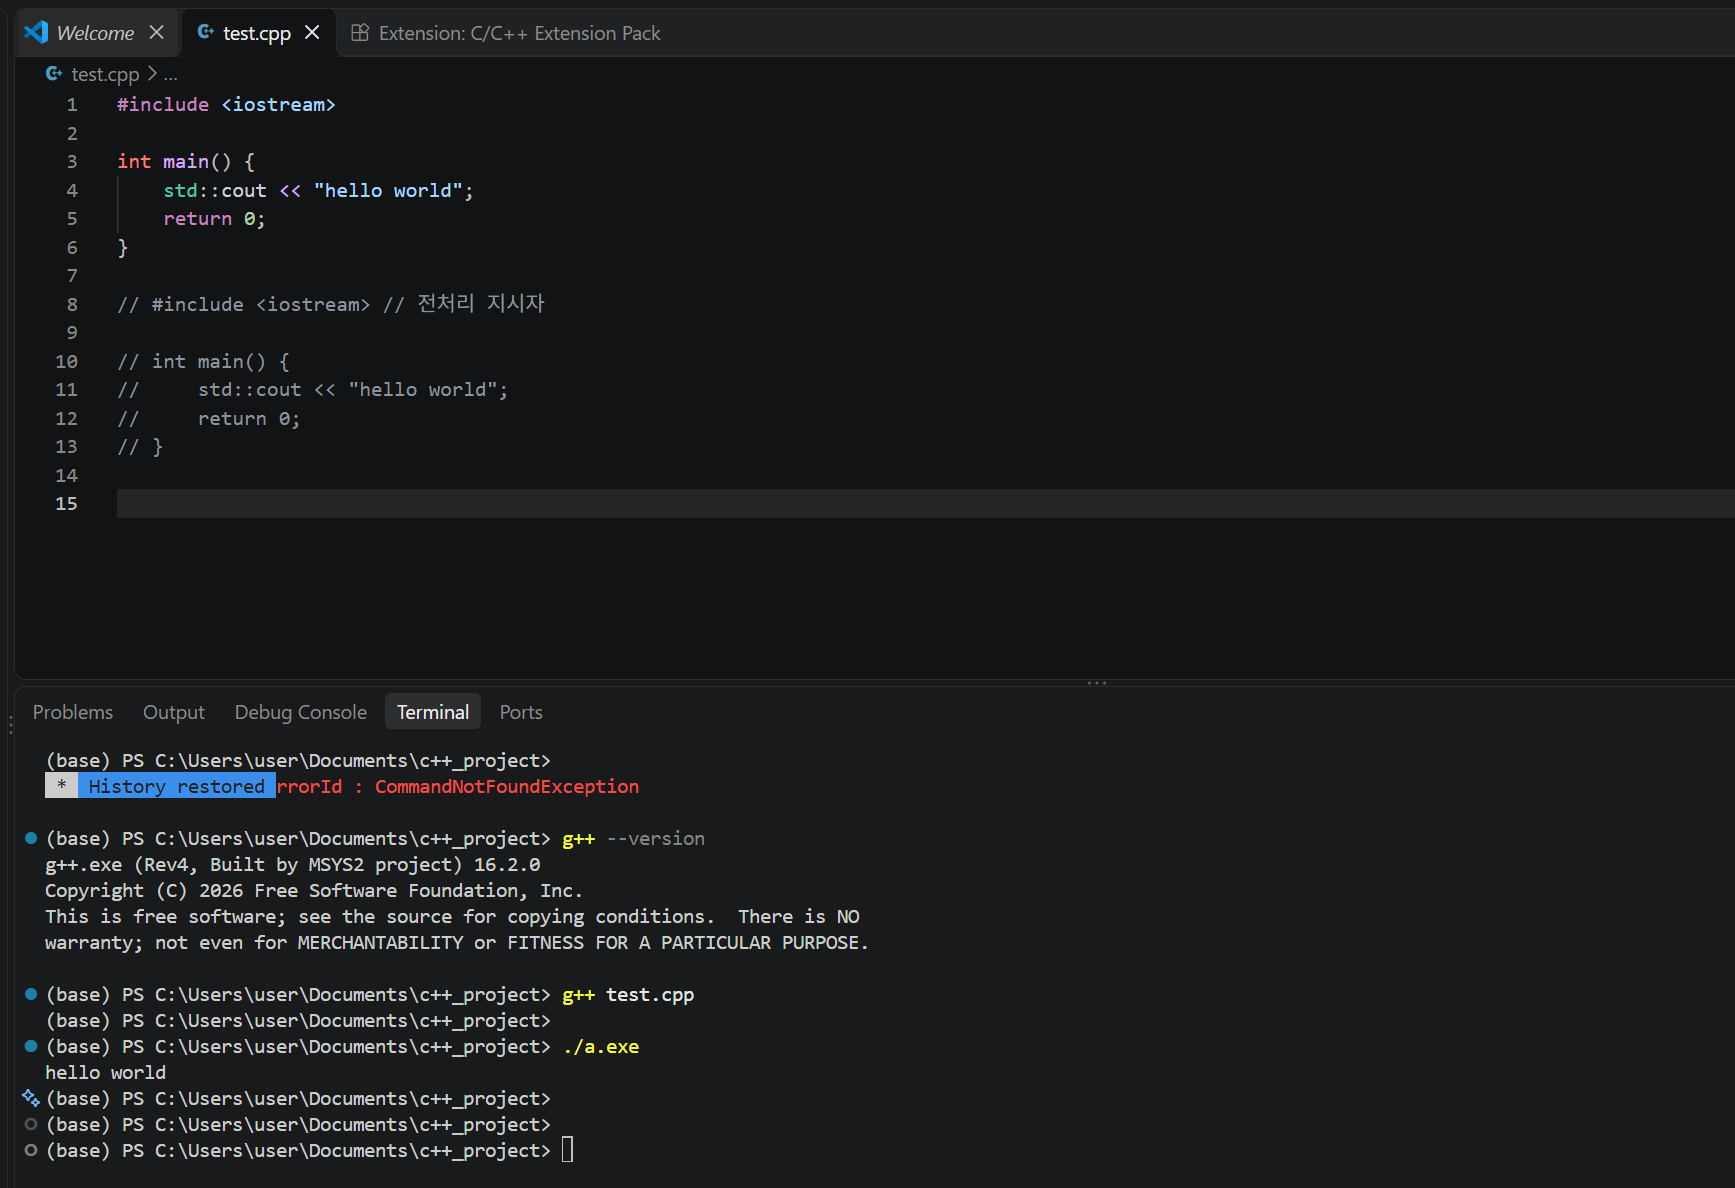 Welcome test.cpp Extension: C/C++ Extension Pack
test.cpp > ...
1 #include <iostream>
2
3 int main() {
4     std::cout << "hello world";
5     return 0;
6 }
7
8 // #include <iostream> // 전처리 지시자
9
10 // int main() {
11 //     std::cout << "hello world";
12 //     return 0;
13 // }
14
15
Problems Output Debug Console Terminal Ports
(base) PS C:\Users\user\Documents\c++_project>
* History restored rrorId : CommandNotFoundException
(base) PS C:\Users\user\Documents\c++_project> g++ --version
g++.exe (Rev4, Built by MSYS2 project) 16.2.0
Copyright (C) 2026 Free Software Foundation, Inc.
This is free software; see the source for copying conditions.  There is NO
warranty; not even for MERCHANTABILITY or FITNESS FOR A PARTICULAR PURPOSE.
(base) PS C:\Users\user\Documents\c++_project> g++ test.cpp
(base) PS C:\Users\user\Documents\c++_project>
(base) PS C:\Users\user\Documents\c++_project> ./a.exe
hello world
(base) PS C:\Users\user\Documents\c++_project>
(base) PS C:\Users\user\Documents\c++_project>
(base) PS C:\Users\user\Documents\c++_project>